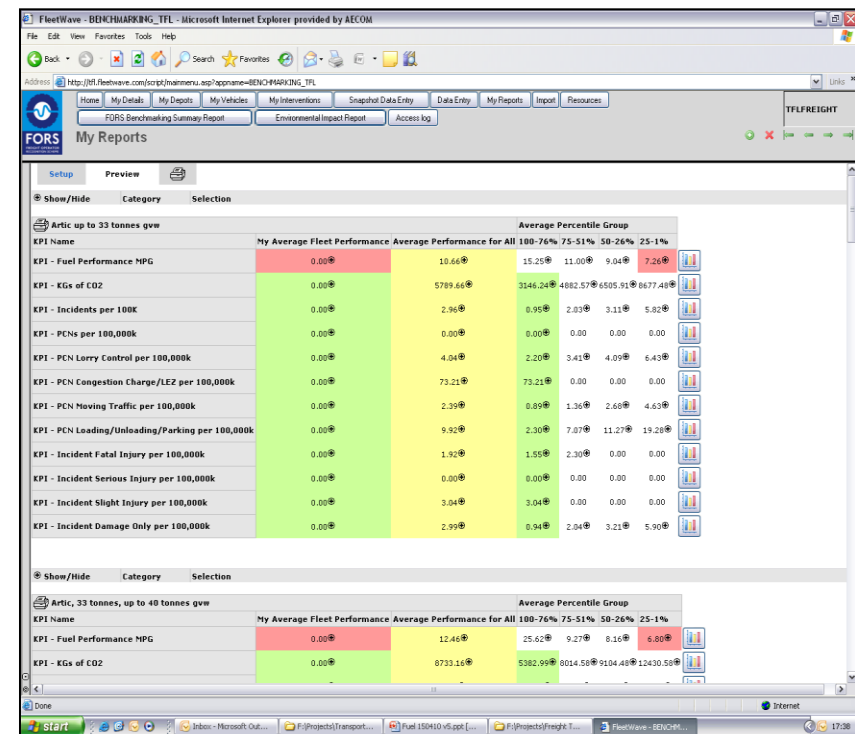 FleetWave - BENCHMARKING_TFL - Microsoft Internet Explorer provided by AECOM
File Edit View Favorites Tools Help
Back Search Favorites
Address http://tfl.fleetwave.com/script/mainmenu.asp?appname=BENCHMARKING_TFL Links
Home My Details My Depots My Vehicles My Interventions Snapshot Data Entry Data Entry My Reports Import Resources
FORS Benchmarking Summary Report Environmental Impact Report Access log
TFLFREIGHT
FORS
My Reports
Setup Preview
Show/Hide Category Selection
Artic up to 33 tonnes gvw Average Percentile Group
KPI Name My Average Fleet Performance Average Performance for All 100-76% 75-51% 50-26% 25-1%
KPI - Fuel Performance MPG 0.00 10.66 15.25 11.00 9.04 7.26
KPI - KGs of CO2 0.00 5789.66 3146.24 4882.57 6505.91 8677.48
KPI - Incidents per 100K 0.00 2.96 0.95 2.03 3.11 5.82
KPI - PCNs per 100,000k 0.00 0.00 0.00 0.00 0.00 0.00
KPI - PCN Lorry Control per 100,000k 0.00 4.04 2.20 3.41 4.09 6.43
KPI - PCN Congestion Charge/LEZ per 100,000k 0.00 73.21 73.21 0.00 0.00 0.00
KPI - PCN Moving Traffic per 100,000k 0.00 2.39 0.89 1.36 2.68 4.63
KPI - PCN Loading/Unloading/Parking per 100,000k 0.00 9.92 2.30 7.07 11.27 19.28
KPI - Incident Fatal Injury per 100,000k 0.00 1.92 1.55 2.30 0.00 0.00
KPI - Incident Serious Injury per 100,000k 0.00 0.00 0.00 0.00 0.00 0.00
KPI - Incident Slight Injury per 100,000k 0.00 3.04 3.04 0.00 0.00 0.00
KPI - Incident Damage Only per 100,000k 0.00 2.99 0.94 2.04 3.21 5.90
Show/Hide Category Selection
Artic, 33 tonnes, up to 40 tonnes gvw Average Percentile Group
KPI Name My Average Fleet Performance Average Performance for All 100-76% 75-51% 50-26% 25-1%
KPI - Fuel Performance MPG 0.00 12.46 25.62 9.27 8.16 6.80
KPI - KGs of CO2 0.00 8733.16 5382.99 8014.58 9104.48 12430.58
Done Internet
start Inbox - Microsoft Out... F:\Projects\Transport... Fuel 150410 v5.ppt [... F:\Projects\Freight T... FleetWave - BENCHM... 17:38